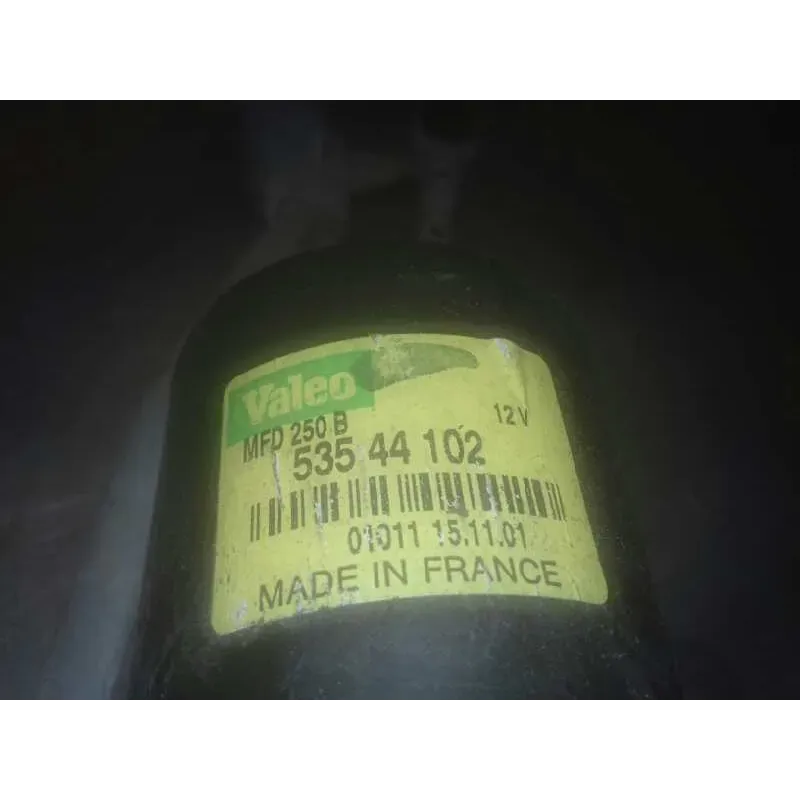 Valeo
MFD 250 B
12 V
535 44 102
01011 15.11.01
MADE IN FRANCE